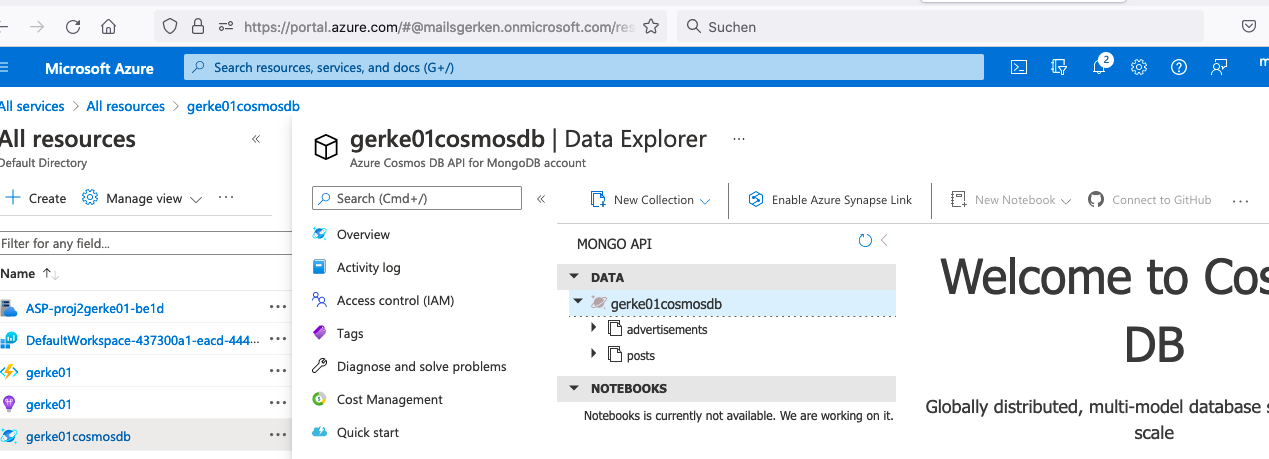 https://portal.azure.com/#@mailsgerken.onmicrosoft.com/res
Suchen
Microsoft Azure
Search resources, services, and docs (G+/)
2
m
All services > All resources > gerke01cosmosdb
All resources «
Default Directory
+ Create Manage view ...
Filter for any field...
Name ↑↓
ASP-proj2gerke01-be1d ...
DefaultWorkspace-437300a1-eacd-444... ...
gerke01 ...
gerke01 ...
gerke01cosmosdb ...
gerke01cosmosdb | Data Explorer ...
Azure Cosmos DB API for MongoDB account
Search (Cmd+/) «
Overview
Activity log
Access control (IAM)
Tags
Diagnose and solve problems
Cost Management
Quick start
New Collection
Enable Azure Synapse Link
New Notebook
Connect to GitHub
...
MONGO API
DATA
gerke01cosmosdb
advertisements
posts
NOTEBOOKS
Notebooks is currently not available. We are working on it.
Welcome to Cos
DB
Globally distributed, multi-model database s
scale